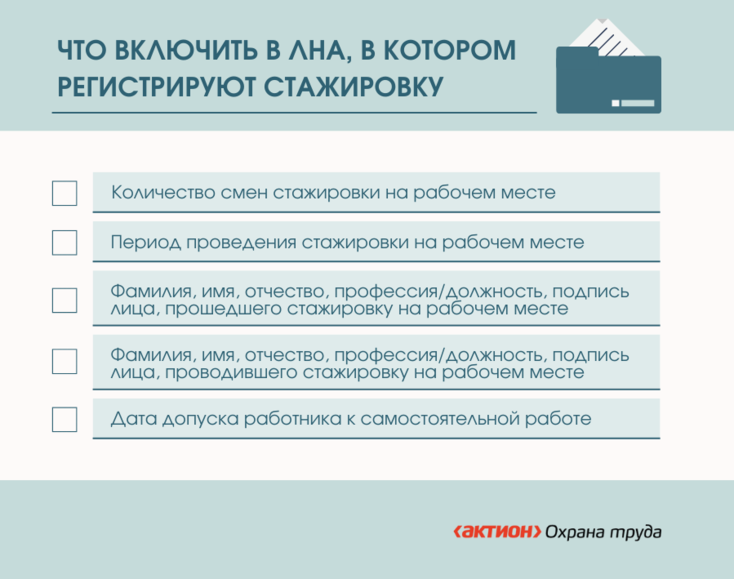 ЧТО ВКЛЮЧИТЬ В ЛНА, В КОТОРОМ
РЕГИСТРИРУЮТ СТАЖИРОВКУ
Количество смен стажировки на рабочем месте
Период проведения стажировки на рабочем месте
Фамилия, имя, отчество, профессия/должность, подпись
лица, прошедшего стажировку на рабочем месте
Фамилия, имя, отчество, профессия/должность, подпись
лица, проводившего стажировку на рабочем месте
Дата допуска работника к самостоятельной работе
<актион> Охрана труда